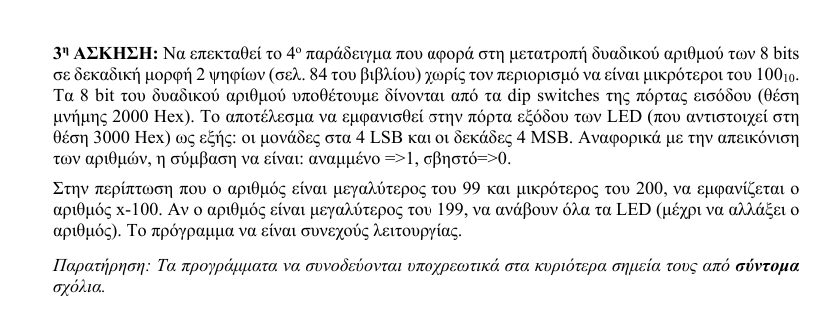 3η ΑΣΚΗΣΗ: Να επεκταθεί το 4ο παράδειγμα που αφορά στη μετατροπή δυαδικού αριθμού των 8 bits
σε δεκαδική μορφή 2 ψηφίων (σελ. 84 του βιβλίου) χωρίς τον περιορισμό να είναι μικρότεροι του 100₁₀.
Τα 8 bit του δυαδικού αριθμού υποθέτουμε δίνονται από τα dip switches της πόρτας εισόδου (θέση
μνήμης 2000 Hex). Το αποτέλεσμα να εμφανισθεί στην πόρτα εξόδου των LED (που αντιστοιχεί στη
θέση 3000 Hex) ως εξής: οι μονάδες στα 4 LSB και οι δεκάδες 4 MSB. Αναφορικά με την απεικόνιση
των αριθμών, η σύμβαση να είναι: αναμμένο =>1, σβηστό=>0.
Στην περίπτωση που ο αριθμός είναι μεγαλύτερος του 99 και μικρότερος του 200, να εμφανίζεται ο
αριθμός x-100. Αν ο αριθμός είναι μεγαλύτερος του 199, να ανάβουν όλα τα LED (μέχρι να αλλάξει ο
αριθμός). Το πρόγραμμα να είναι συνεχούς λειτουργίας.
Παρατήρηση: Τα προγράμματα να συνοδεύονται υποχρεωτικά στα κυριότερα σημεία τους από σύντομα
σχόλια.